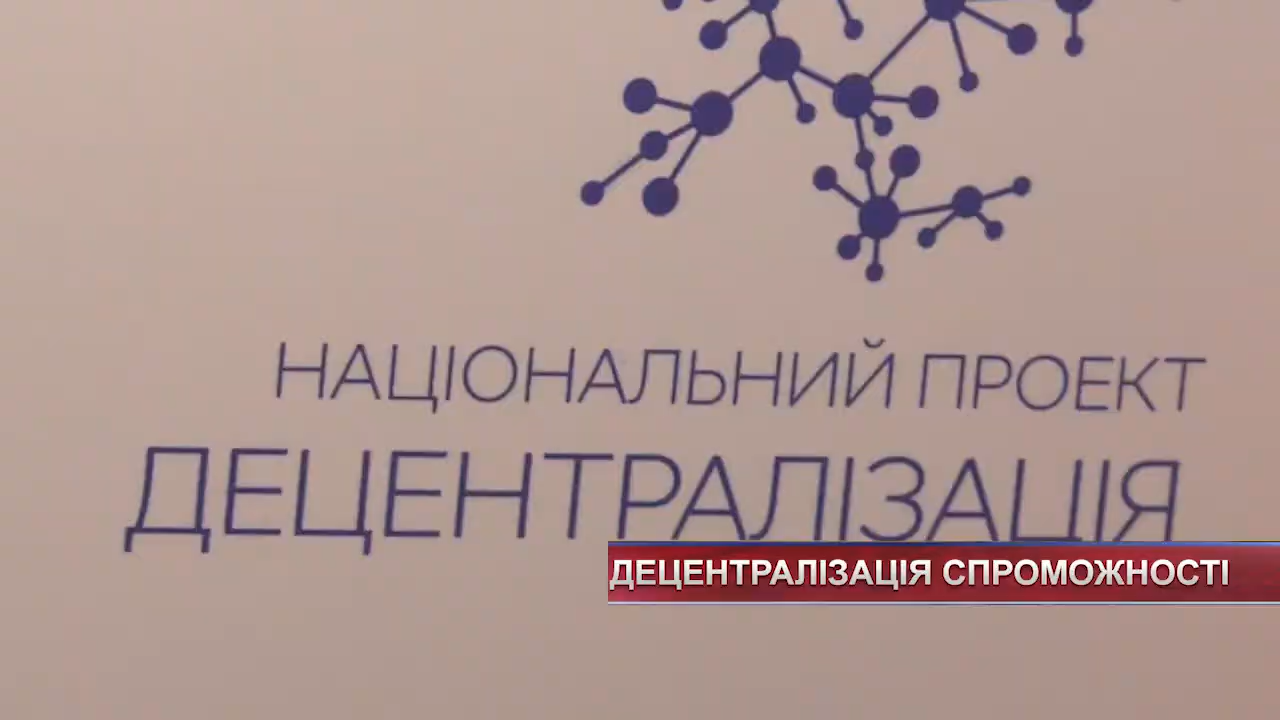 НАЦІОНАЛЬНИЙ ПРОЕКТ
ДЕЦЕНТРАЛІЗАЦІЯ
ДЕЦЕНТРАЛІЗАЦІЯ СПРОМОЖНОСТІ